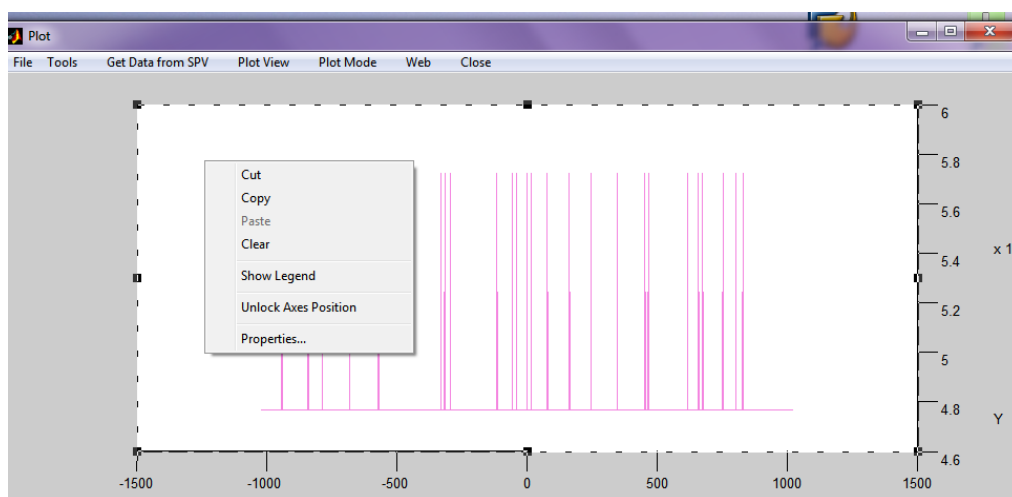 Plot
File Tools Get Data from SPV Plot View Plot Mode Web Close
6
5.8
Cut
Copy
5.6
Paste
Clear
x 1
5.4
Show Legend
Unlock Axes Position
5.2
Properties...
5
4.8
Y
4.6
-1500 -1000 -500 0 500 1000 1500